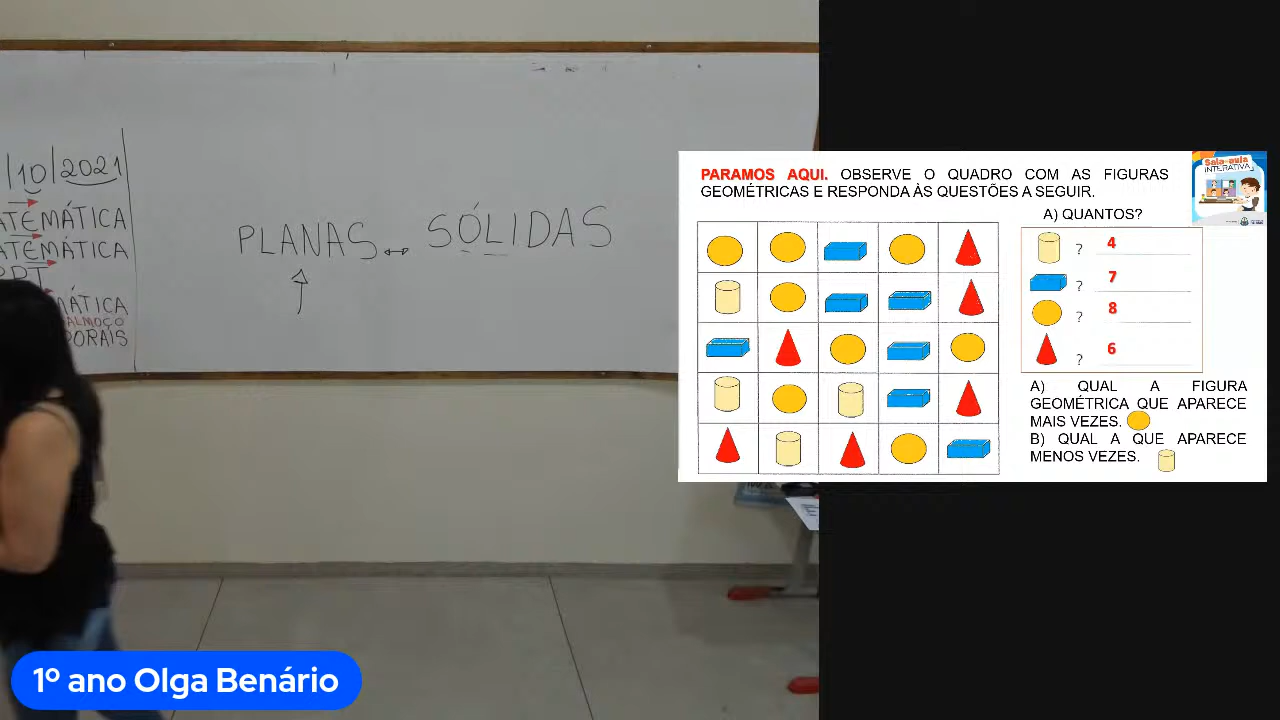 /10/2021
ATEMÁTICA
ATEMÁTICA
PPT
MÁTICA
ALMOÇO
PORAIS
PLANAS ↔ SÓLIDAS
PARAMOS AQUI. OBSERVE O QUADRO COM AS FIGURAS
GEOMÉTRICAS E RESPONDA ÀS QUESTÕES A SEGUIR.
Sala de aula
INTERATIVA
A) QUANTOS?
? 4
? 7
? 8
? 6
A) QUAL A FIGURA
GEOMÉTRICA QUE APARECE
MAIS VEZES.
B) QUAL A QUE APARECE
MENOS VEZES.
1º ano Olga Benário